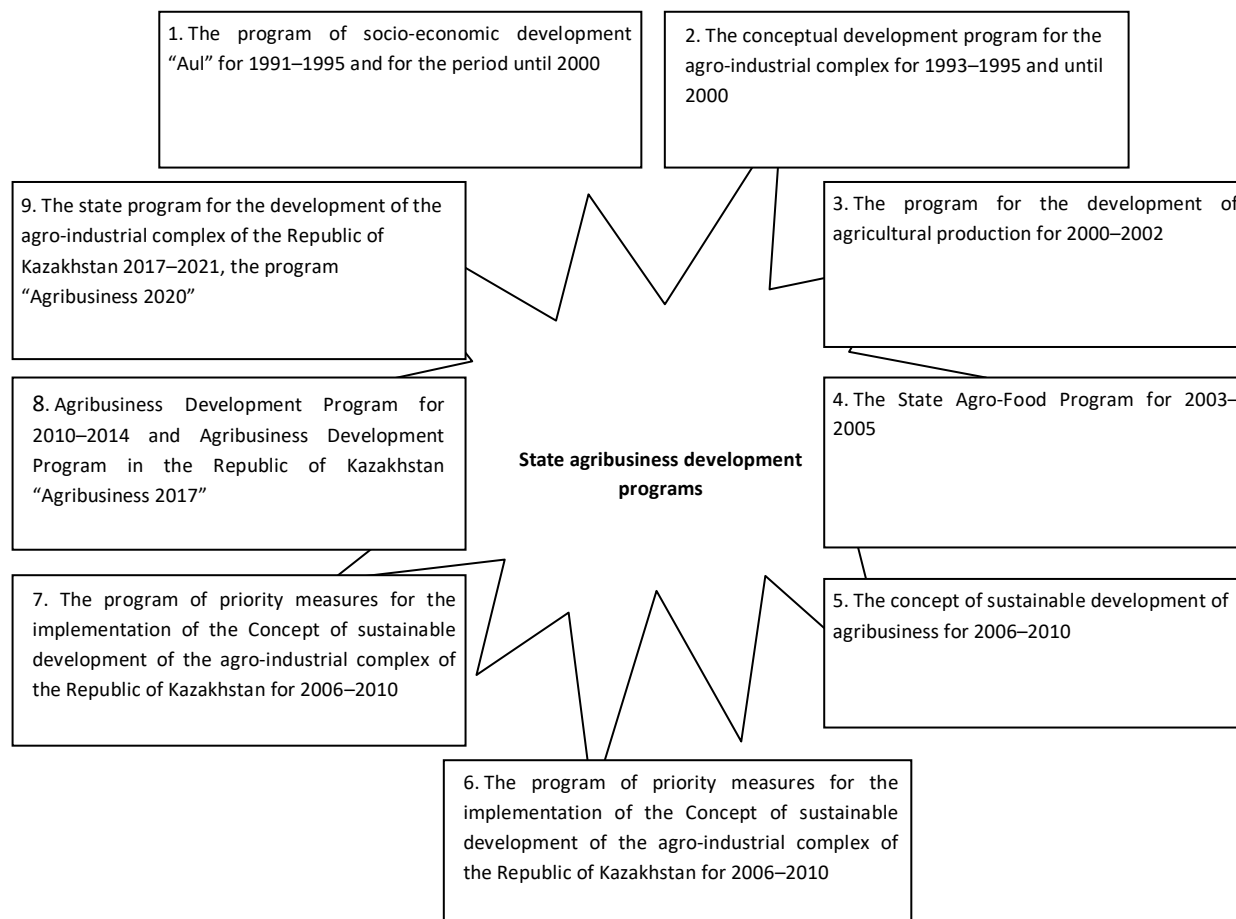 1. The program of socio-economic development
“Aul” for 1991–1995 and for the period until 2000
2. The conceptual development program for the
agro-industrial complex for 1993–1995 and until
2000
3. The program for the development of
agricultural production for 2000–2002
4. The State Agro-Food Program for 2003–
2005
5. The concept of sustainable development of
agribusiness for 2006–2010
6. The program of priority measures for the
implementation of the Concept of sustainable
development of the agro-industrial complex of
the Republic of Kazakhstan for 2006–2010
7. The program of priority measures for the
implementation of the Concept of sustainable
development of the agro-industrial complex of
the Republic of Kazakhstan for 2006–2010
8. Agribusiness Development Program for
2010–2014 and Agribusiness Development
Program in the Republic of Kazakhstan
“Agribusiness 2017”
9. The state program for the development of the
agro-industrial complex of the Republic of
Kazakhstan 2017–2021, the program
“Agribusiness 2020”
State agribusiness development
programs